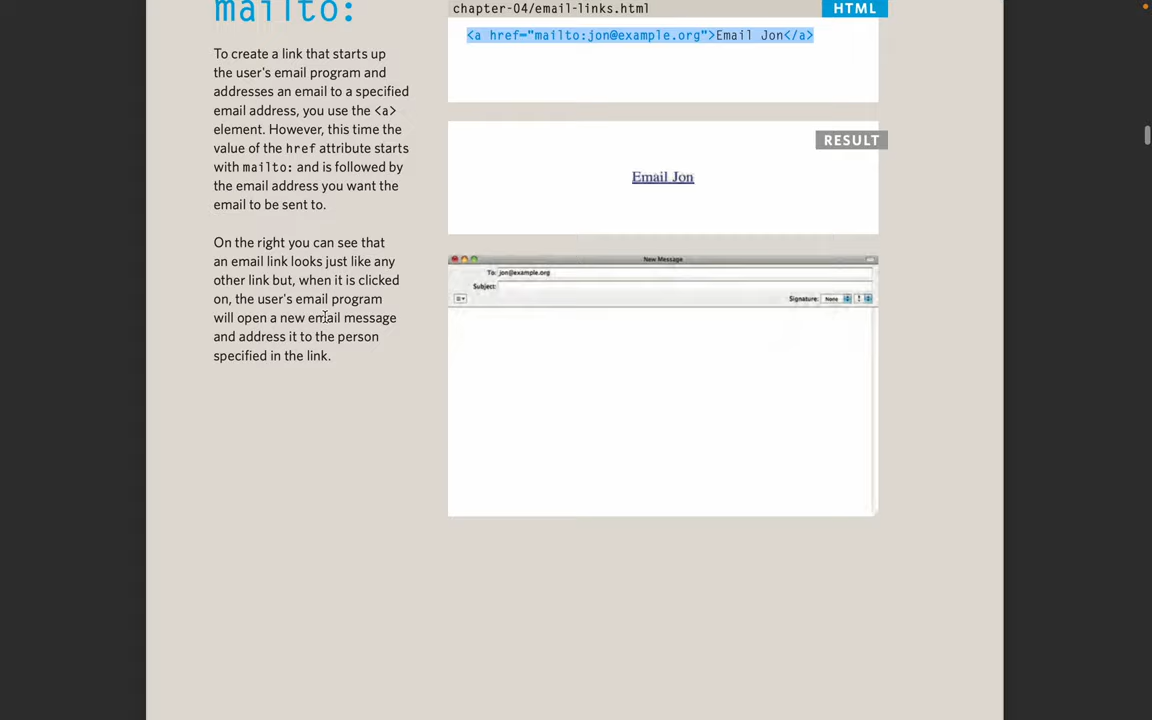 mailto:
To create a link that starts up
the user's email program and
addresses an email to a specified
email address, you use the <a>
element. However, this time the
value of the href attribute starts
with mailto: and is followed by
the email address you want the
email to be sent to.
On the right you can see that
an email link looks just like any
other link but, when it is clicked
on, the user's email program
will open a new email message
and address it to the person
specified in the link.
chapter-04/email-links.html
HTML
<a href="mailto:jon@example.org">Email Jon</a>
RESULT
Email Jon
New Message
To: jon@example.org
Subject:
Signature: None